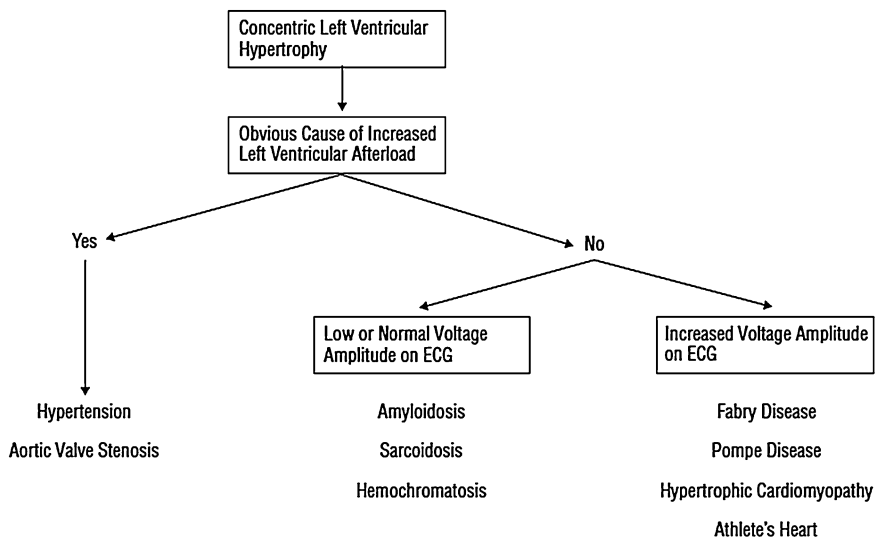 Concentric Left Ventricular
Hypertrophy
Obvious Cause of Increased
Left Ventricular Afterload
Yes
No
Low or Normal Voltage
Amplitude on ECG
Increased Voltage Amplitude
on ECG
Hypertension
Aortic Valve Stenosis
Amyloidosis
Sarcoidosis
Hemochromatosis
Fabry Disease
Pompe Disease
Hypertrophic Cardiomyopathy
Athlete's Heart